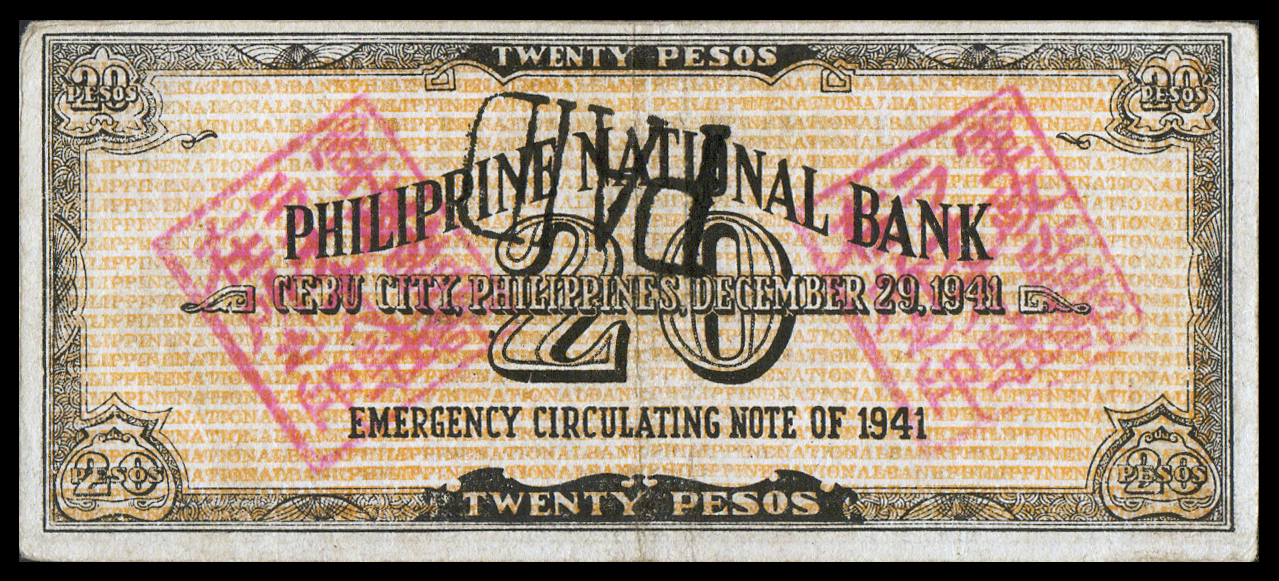 TWENTY PESOS
20 PESOS
20 PESOS
PHILIPPINE NATIONAL BANK
20
CEBU CITY, PHILIPPINES, DECEMBER 29, 1941
EMERGENCY CIRCULATING NOTE OF 1941
20 PESOS
20 PESOS
TWENTY PESOS